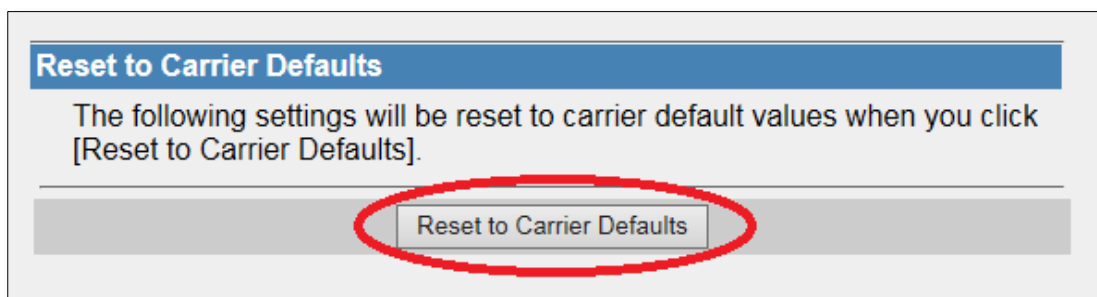 Reset to Carrier Defaults
The following settings will be reset to carrier default values when you click
[Reset to Carrier Defaults].
Reset to Carrier Defaults